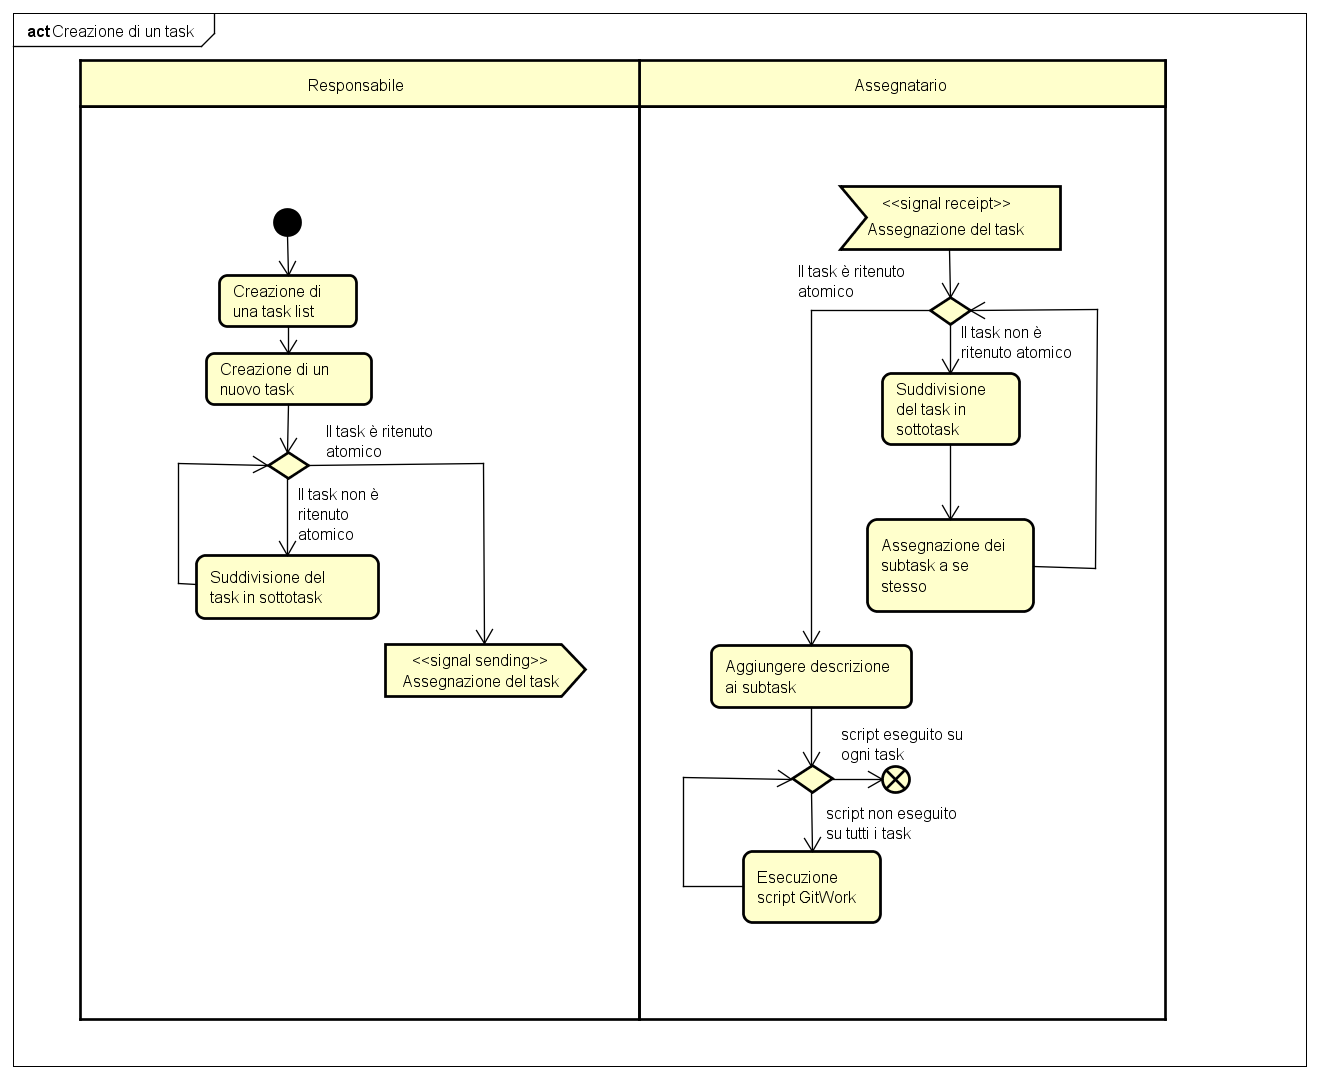 act Creazione di un task
Responsabile
Assegnatario
Creazione di
una task list
Creazione di un
nuovo task
Il task è ritenuto
atomico
Il task non è
ritenuto
atomico
Suddivisione del
task in sottotask
<<signal sending>>
Assegnazione del task
<<signal receipt>>
Assegnazione del task
Il task è ritenuto
atomico
Il task non è
ritenuto atomico
Suddivisione
del task in
sottotask
Assegnazione dei
subtask a se
stesso
Aggiungere descrizione
ai subtask
script eseguito su
ogni task
script non eseguito
su tutti i task
Esecuzione
script GitWork